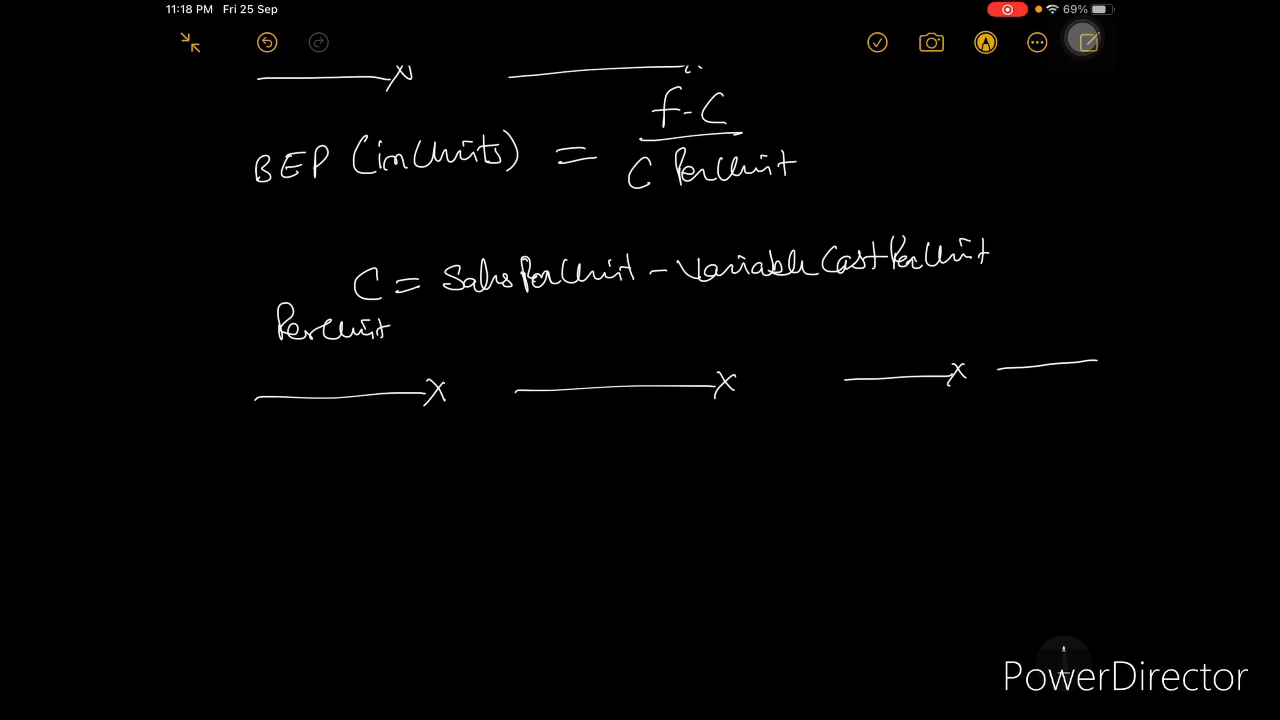 11:18 PM Fri 25 Sep 69%
F-C
BEP (in Units) = 
C Per Unit
C = Sales Per Unit - Variable Cost Per Unit
Per Unit
PowerDirector